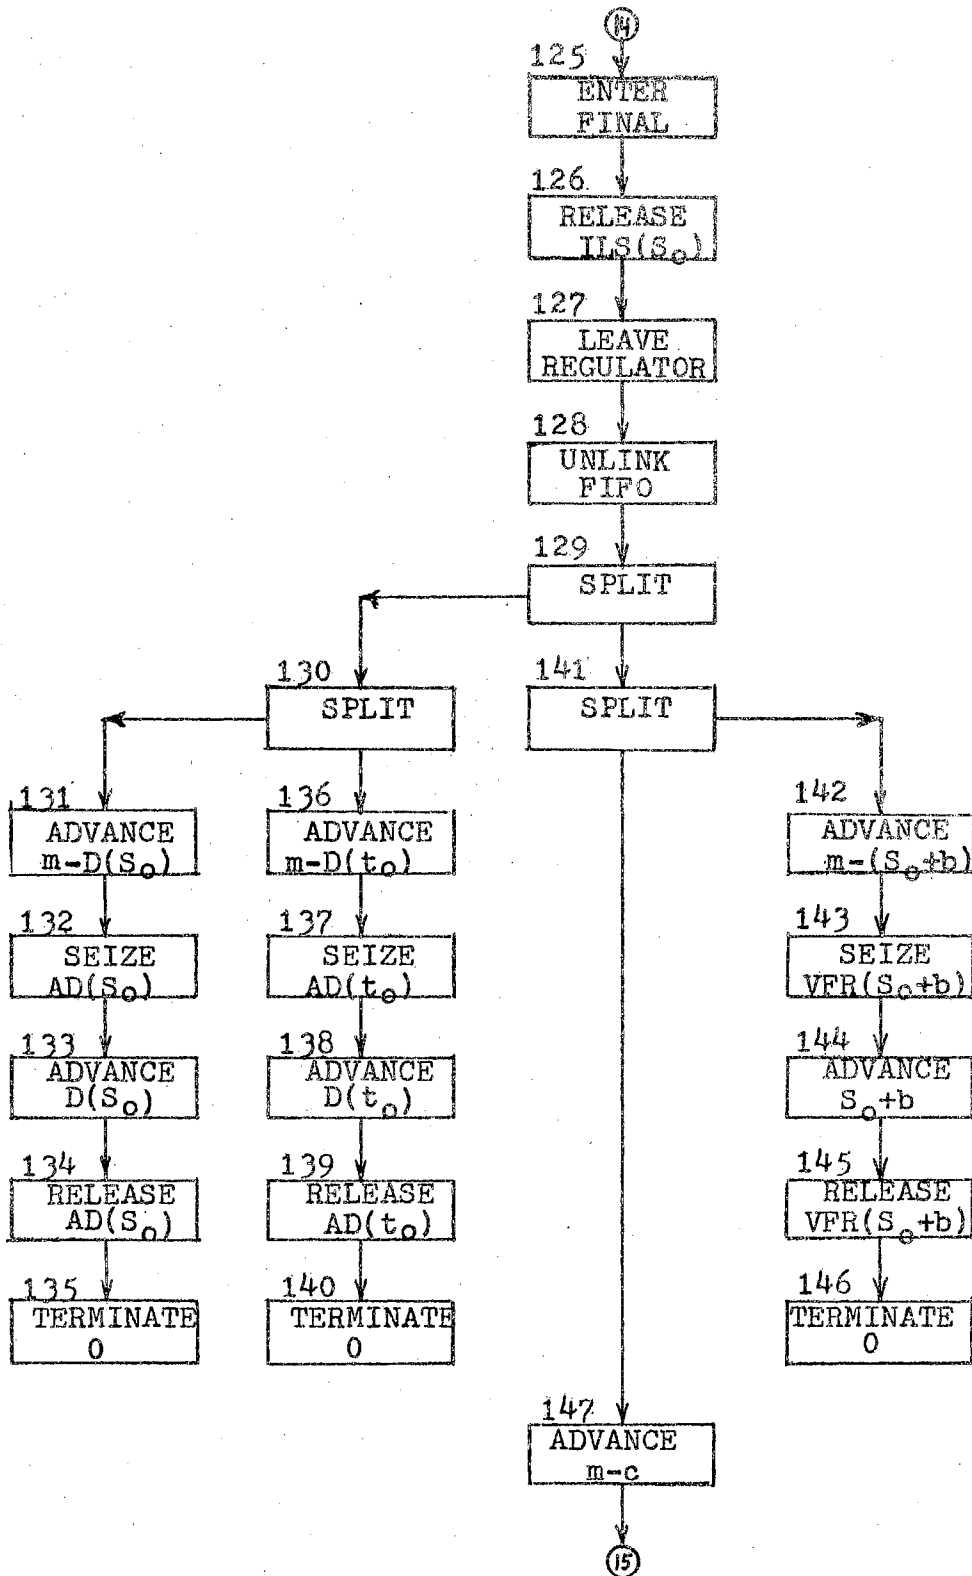 14
125
ENTER
FINAL
126
RELEASE
ILS(S₀)
127
LEAVE
REGULATOR
128
UNLINK
FIFO
129
SPLIT
130
SPLIT
141
SPLIT
131
ADVANCE
m-D(S₀)
132
SEIZE
AD(S₀)
133
ADVANCE
D(S₀)
134
RELEASE
AD(S₀)
135
TERMINATE
0
136
ADVANCE
m-D(t₀)
137
SEIZE
AD(t₀)
138
ADVANCE
D(t₀)
139
RELEASE
AD(t₀)
140
TERMINATE
0
142
ADVANCE
m-(S₀+b)
143
SEIZE
VFR(S₀+b)
144
ADVANCE
S₀+b
145
RELEASE
VFR(S₀+b)
146
TERMINATE
0
147
ADVANCE
m-c
15